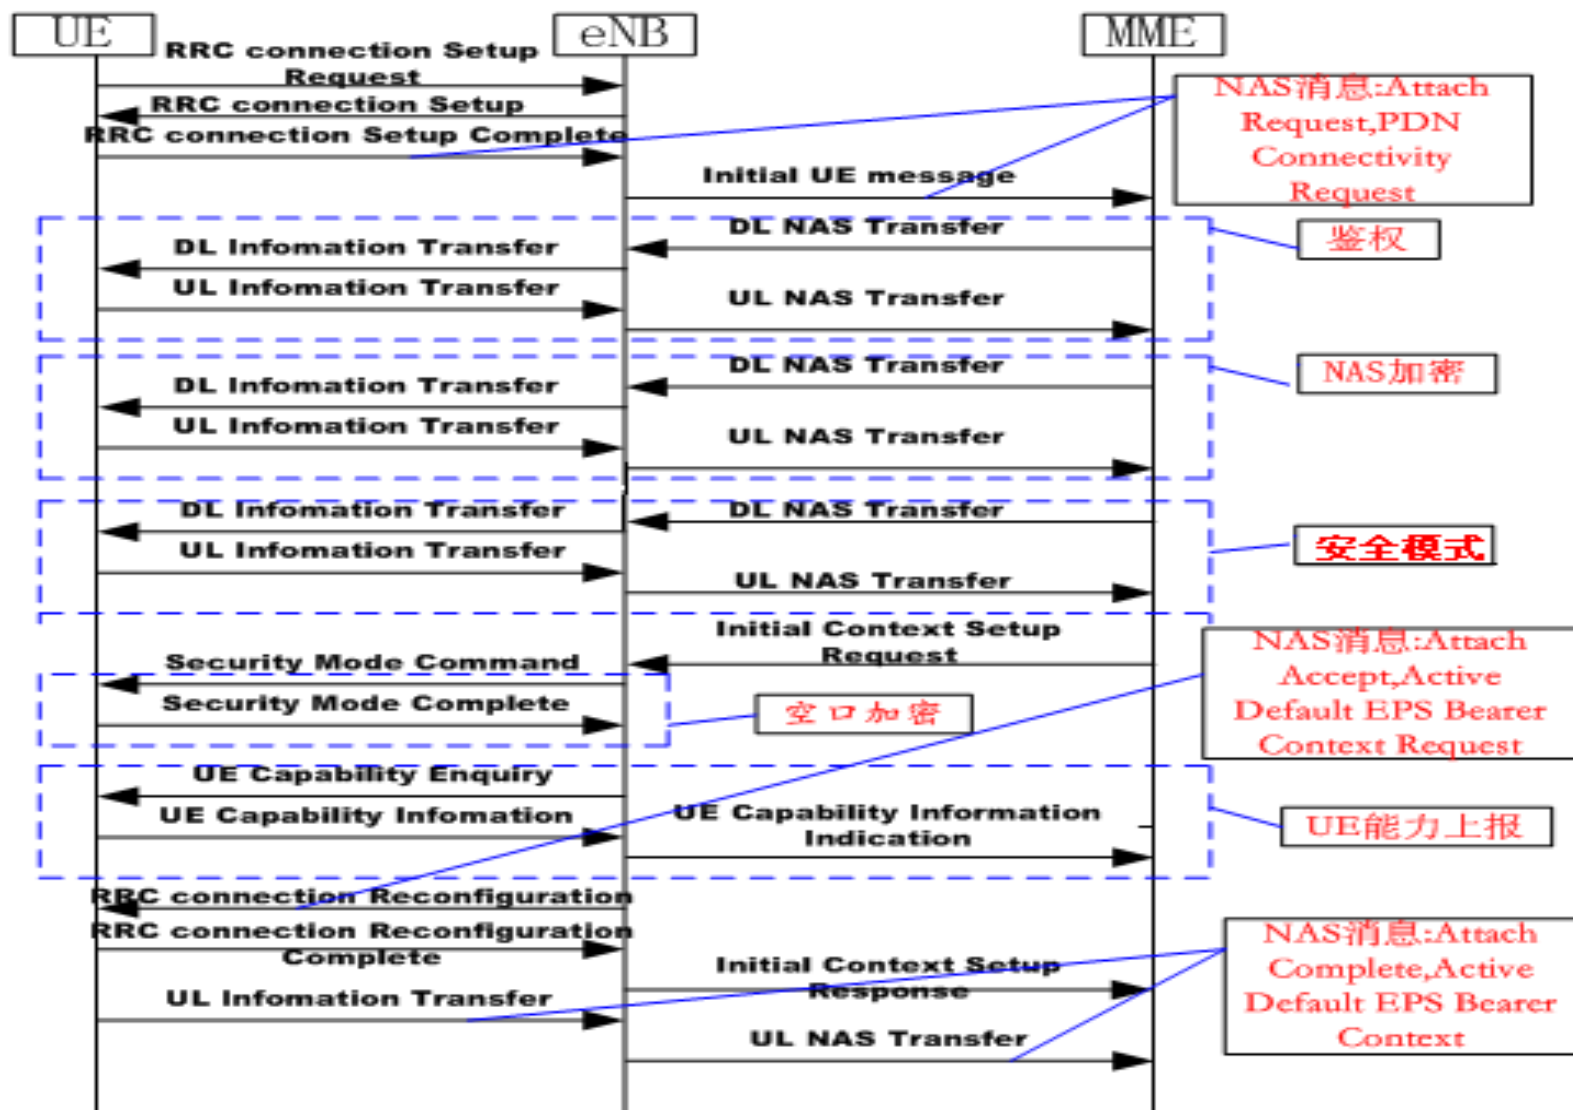 UE
eNB
MME
RRC connection Setup
Request
RRC connection Setup
RRC connection Setup Complete
NAS消息:Attach
Request,PDN
Connectivity
Request
Initial UE message
DL NAS Transfer
鉴权
DL Infomation Transfer
UL Infomation Transfer
UL NAS Transfer
DL NAS Transfer
NAS加密
DL Infomation Transfer
UL Infomation Transfer
UL NAS Transfer
DL Infomation Transfer
DL NAS Transfer
安全模式
UL Infomation Transfer
UL NAS Transfer
Initial Context Setup
Request
NAS消息:Attach
Accept,Active
Default EPS Bearer
Context Request
Security Mode Command
Security Mode Complete
空口加密
UE Capability Enquiry
UE Capability Infomation
UE Capability Information
Indication
UE能力上报
RRC connection Reconfiguration
RRC connection Reconfiguration
Complete
NAS消息:Attach
Complete,Active
Default EPS Bearer
Context
Initial Context Setup
Response
UL Infomation Transfer
UL NAS Transfer